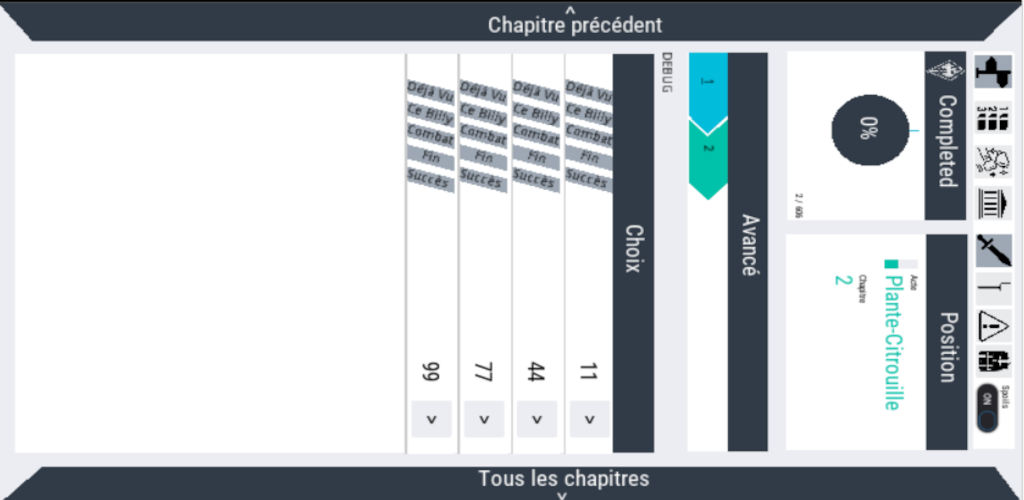 Chapitre précédent
Spoils
ON
Completed
0%
2 / 606
Position
Acte
Plante-Citrouille
Chapitre
2
Avancé
1
2
DEBUG
Choix
Déjà Vu Ce Billy Combat Fin Succès 11 >
Déjà Vu Ce Billy Combat Fin Succès 44 >
Déjà Vu Ce Billy Combat Fin Succès 77 >
Déjà Vu Ce Billy Combat Fin Succès 99 >
Tous les chapitres